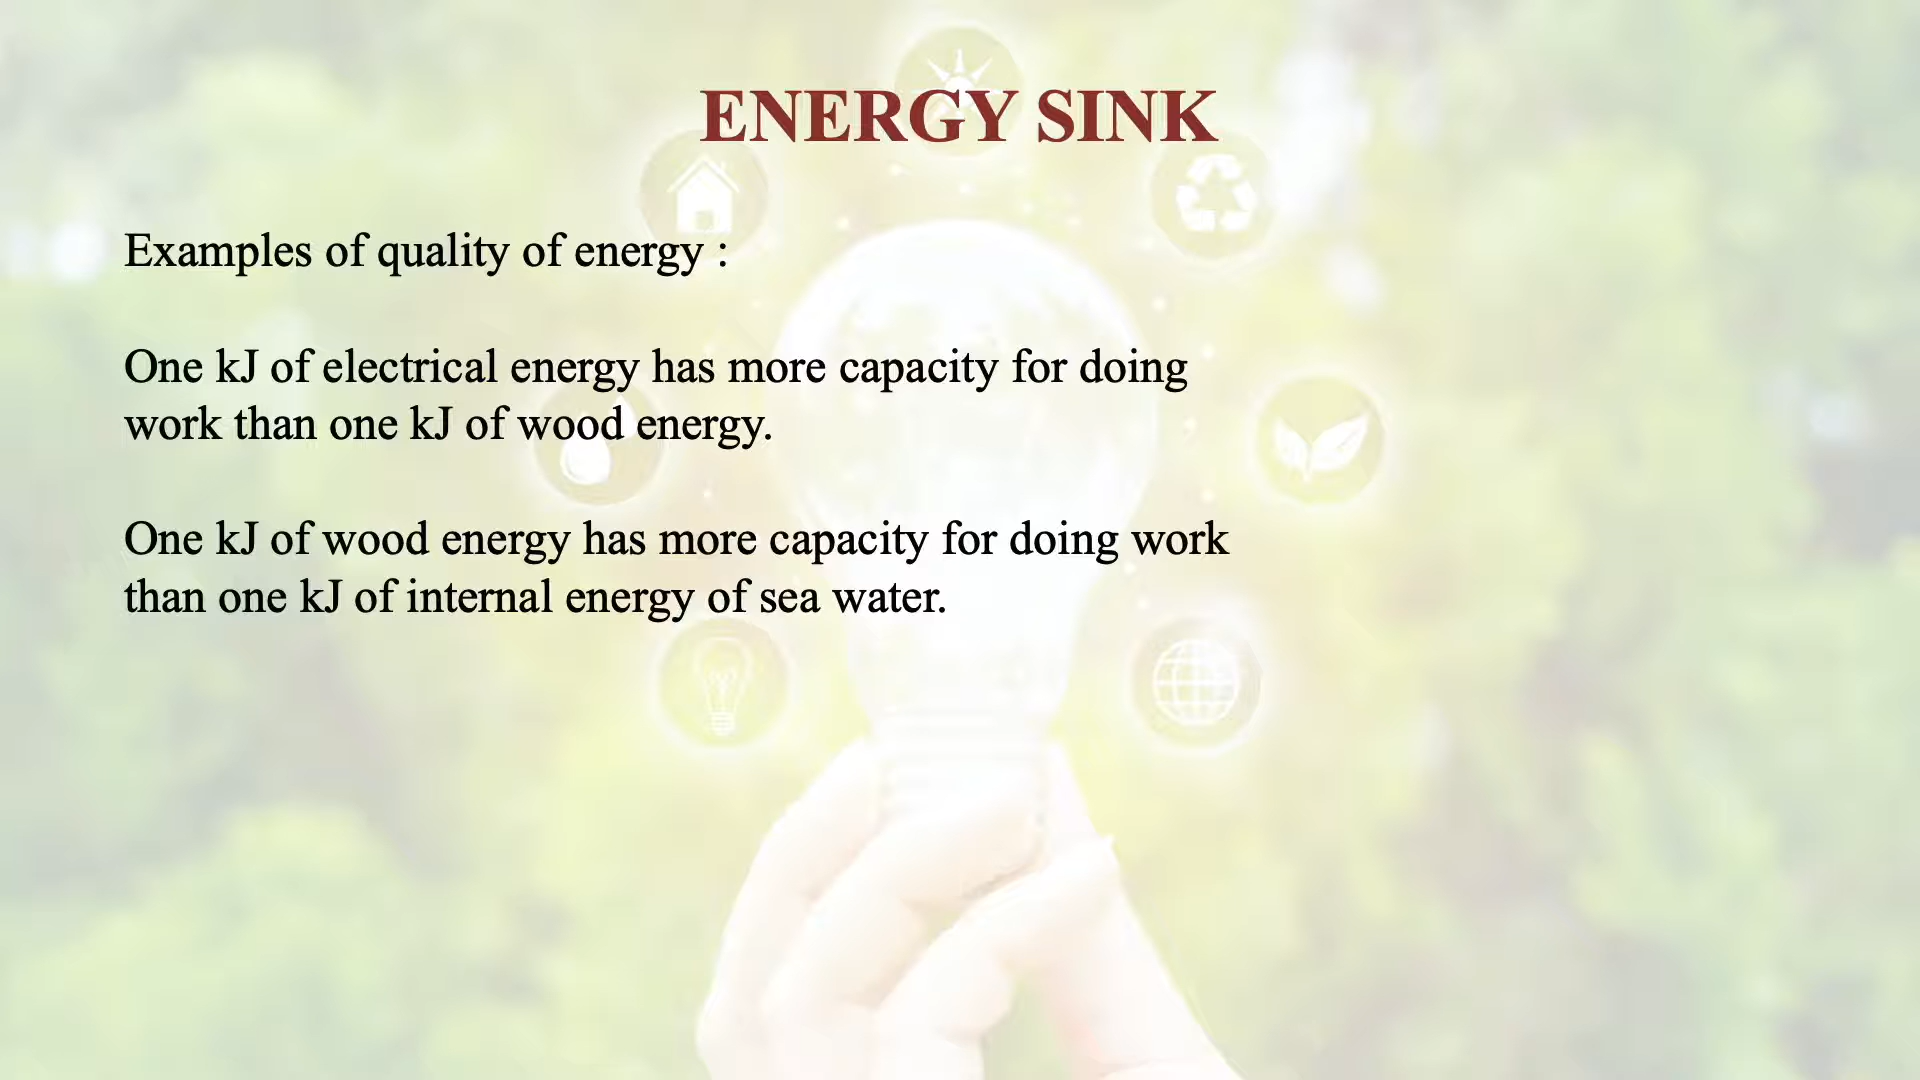 ENERGY SINK
Examples of quality of energy :
One kJ of electrical energy has more capacity for doing
work than one kJ of wood energy.
One kJ of wood energy has more capacity for doing work
than one kJ of internal energy of sea water.